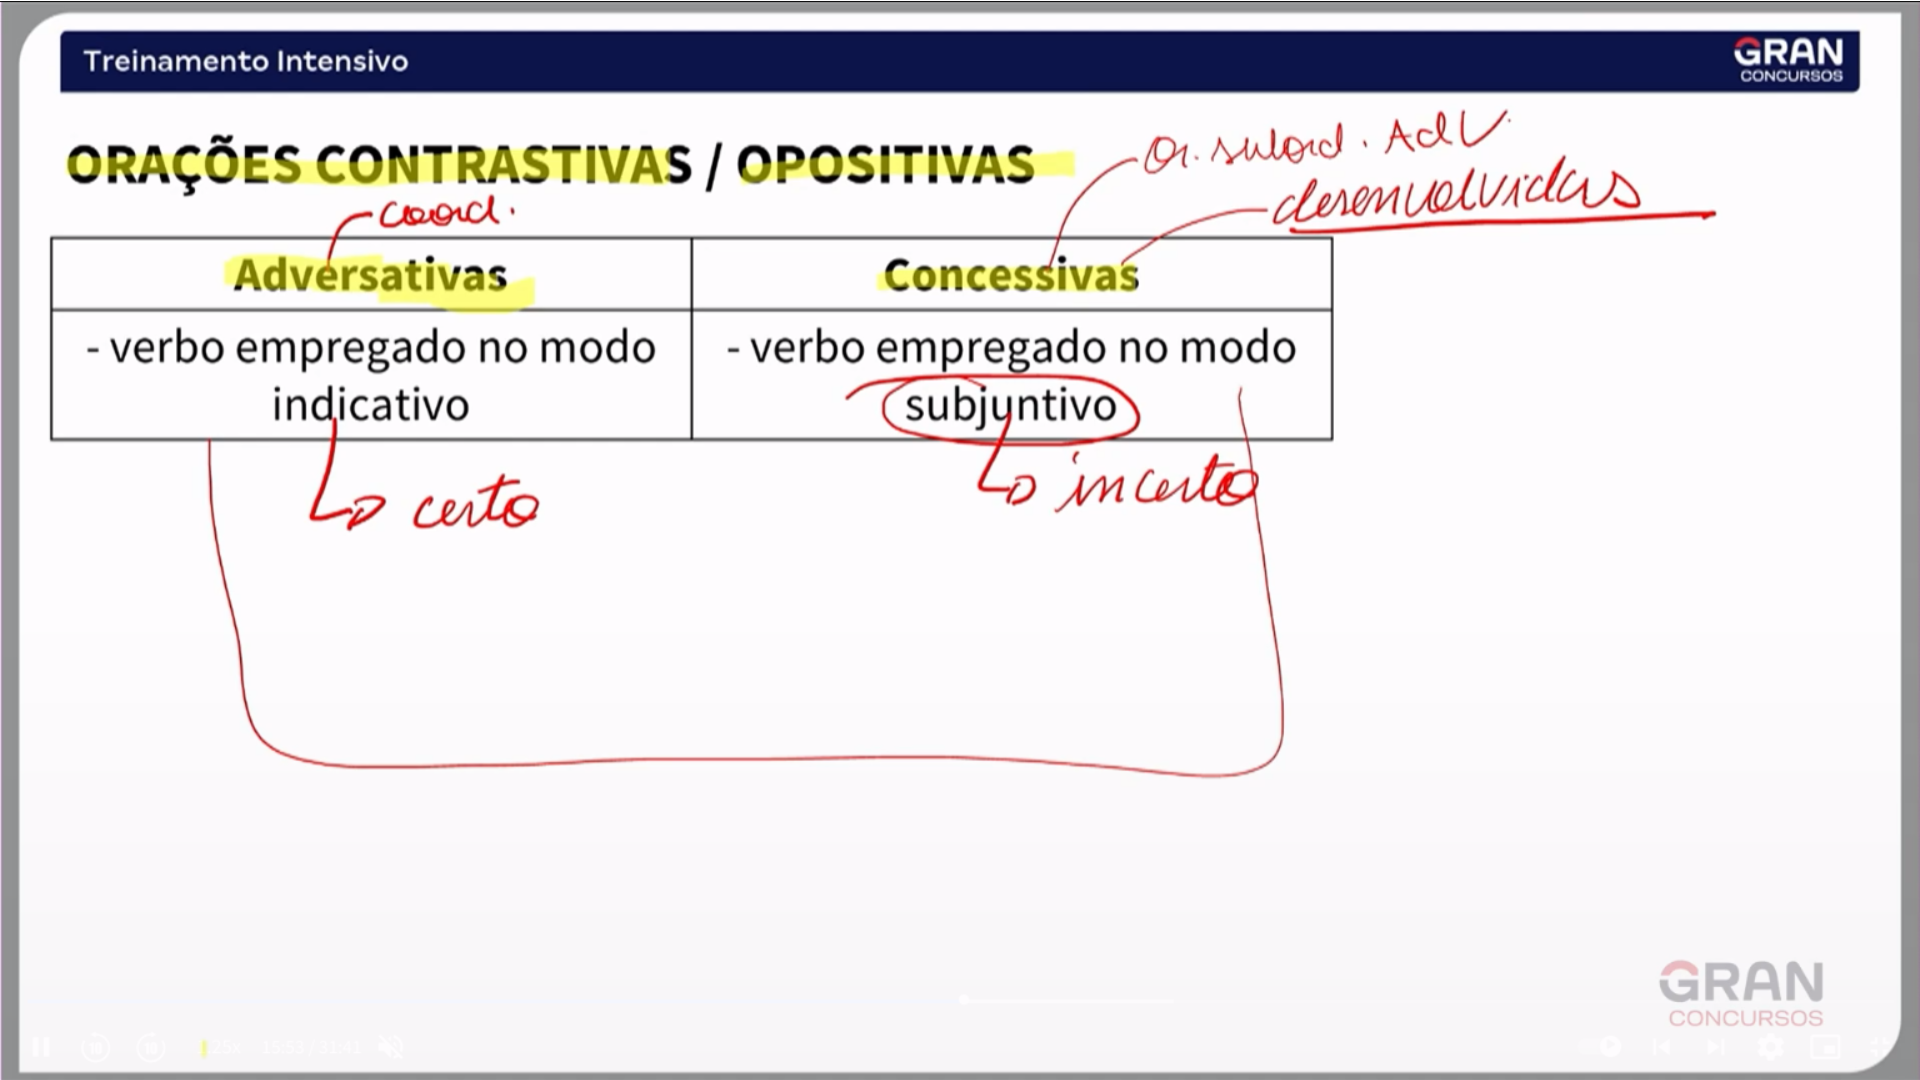 Treinamento Intensivo
GRAN
CONCURSOS
ORAÇÕES CONTRASTIVAS / OPOSITIVAS
Or. subord. Adv.
desenvolvidas
coord.
Adversativas
Concessivas
- verbo empregado no modo
indicativo
- verbo empregado no modo
subjuntivo
certo
incerto
GRAN
CONCURSOS